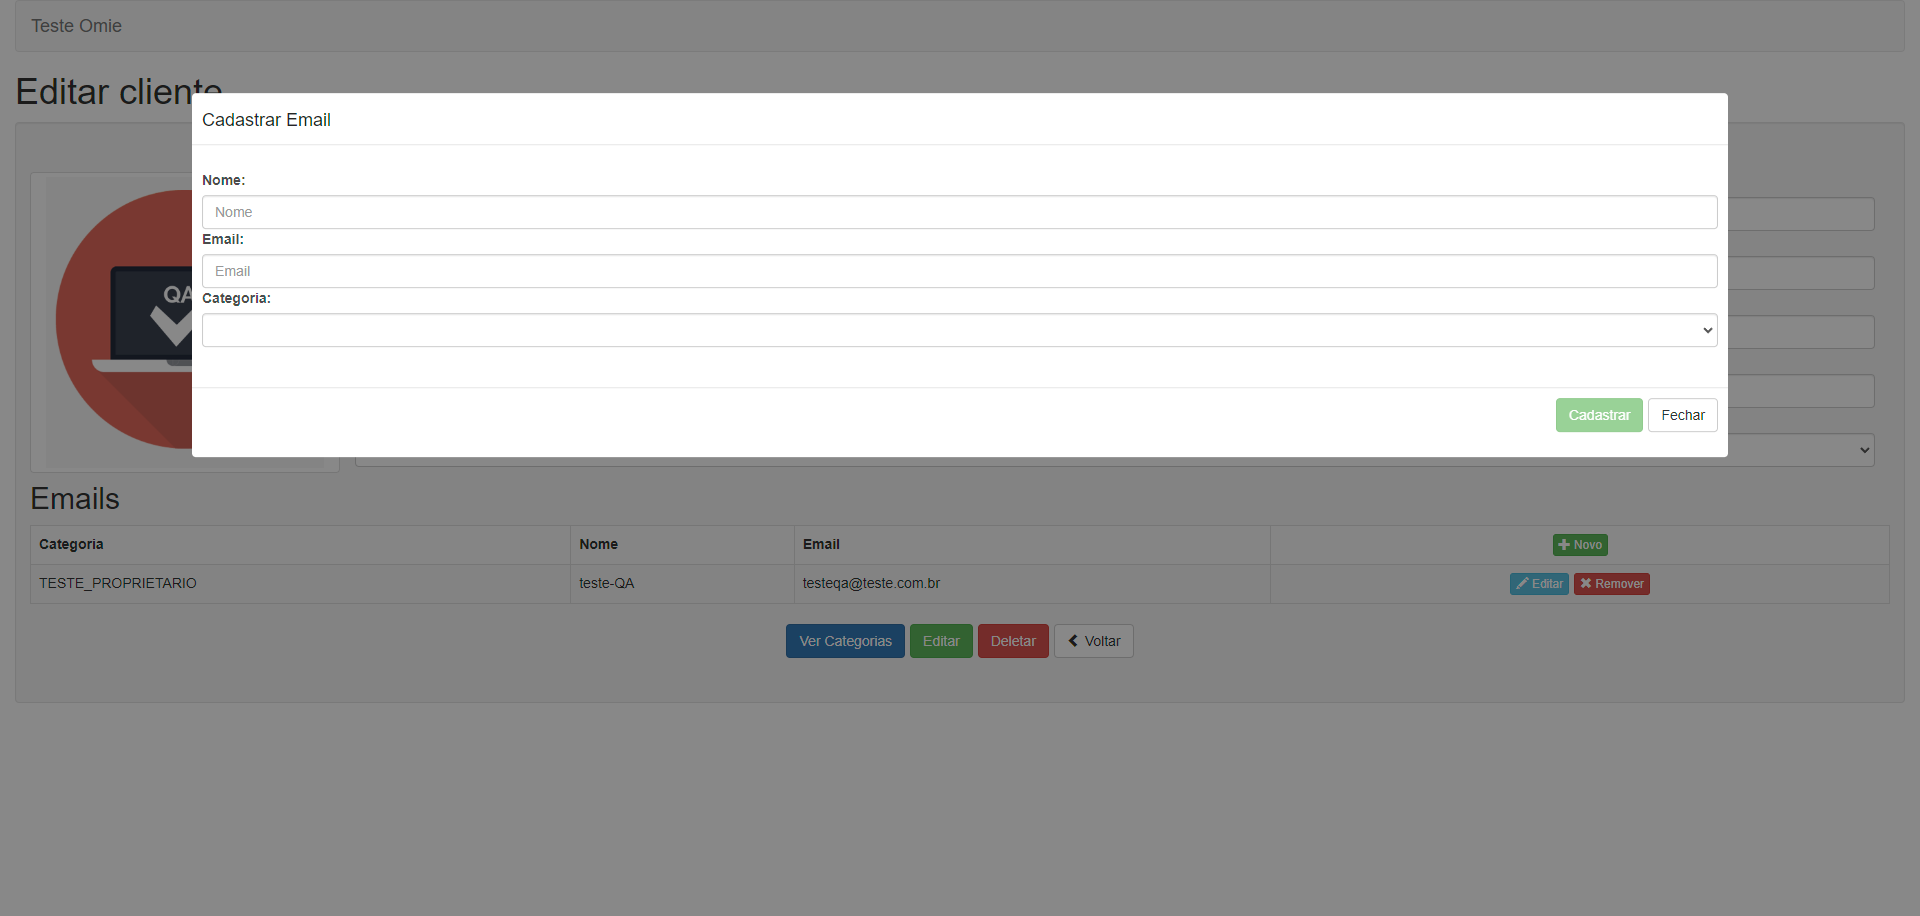 Teste Omie
Editar cliente
Cadastrar Email
Nome:
Nome
Email:
Email
Categoria:
Cadastrar Fechar
QA
Emails
Categoria Nome Email Novo
TESTE_PROPRIETARIO teste-QA testeqa@teste.com.br Editar Remover
Ver Categorias Editar Deletar Voltar